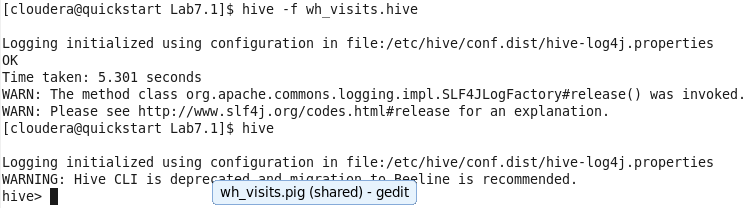 [cloudera@quickstart Lab7.1]$ hive -f wh_visits.hive
Logging initialized using configuration in file:/etc/hive/conf.dist/hive-log4j.properties
OK
Time taken: 5.301 seconds
WARN: The method class org.apache.commons.logging.impl.SLF4JLogFactory#release() was invoked.
WARN: Please see http://www.slf4j.org/codes.html#release for an explanation.
[cloudera@quickstart Lab7.1]$ hive
Logging initialized using configuration in file:/etc/hive/conf.dist/hive-log4j.properties
WARNING: Hive CLI is deprecated and migration to Beeline is recommended.
wh_visits.pig (shared) - gedit
hive>